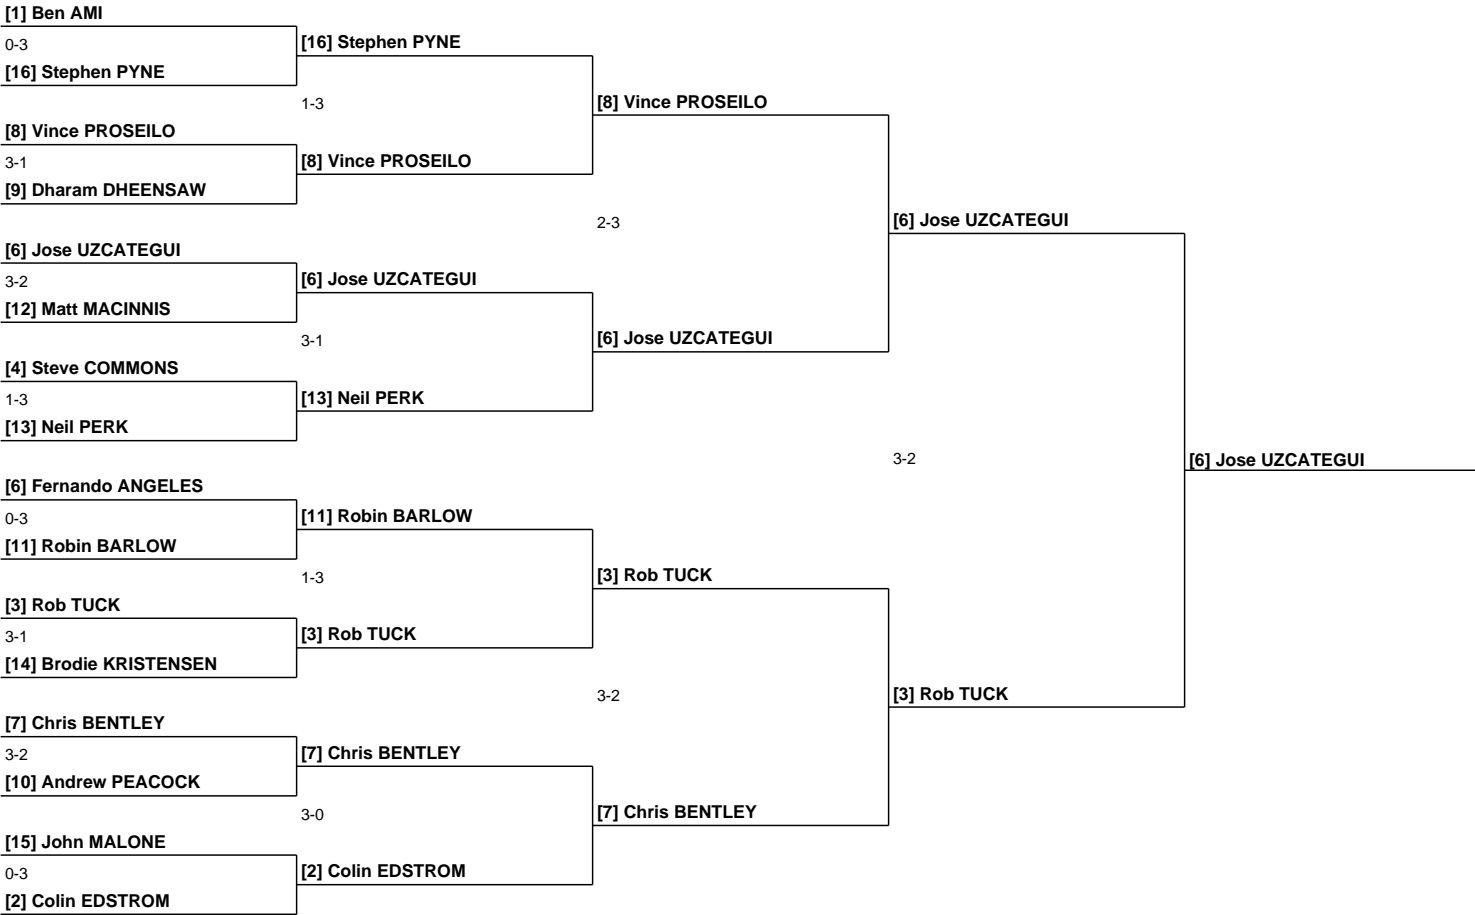 [1] Ben AMI
0-3
[16] Stephen PYNE
[16] Stephen PYNE
1-3
[8] Vince PROSEILO
[8] Vince PROSEILO
3-1
[8] Vince PROSEILO
[9] Dharam DHEENSAW
2-3
[6] Jose UZCATEGUI
[6] Jose UZCATEGUI
3-2
[6] Jose UZCATEGUI
[12] Matt MACINNIS
3-1
[6] Jose UZCATEGUI
[4] Steve COMMONS
1-3
[13] Neil PERK
[13] Neil PERK
3-2
[6] Jose UZCATEGUI
[6] Fernando ANGELES
0-3
[11] Robin BARLOW
[11] Robin BARLOW
1-3
[3] Rob TUCK
[3] Rob TUCK
3-1
[3] Rob TUCK
[14] Brodie KRISTENSEN
3-2
[3] Rob TUCK
[7] Chris BENTLEY
3-2
[7] Chris BENTLEY
[10] Andrew PEACOCK
3-0
[7] Chris BENTLEY
[15] John MALONE
0-3
[2] Colin EDSTROM
[2] Colin EDSTROM